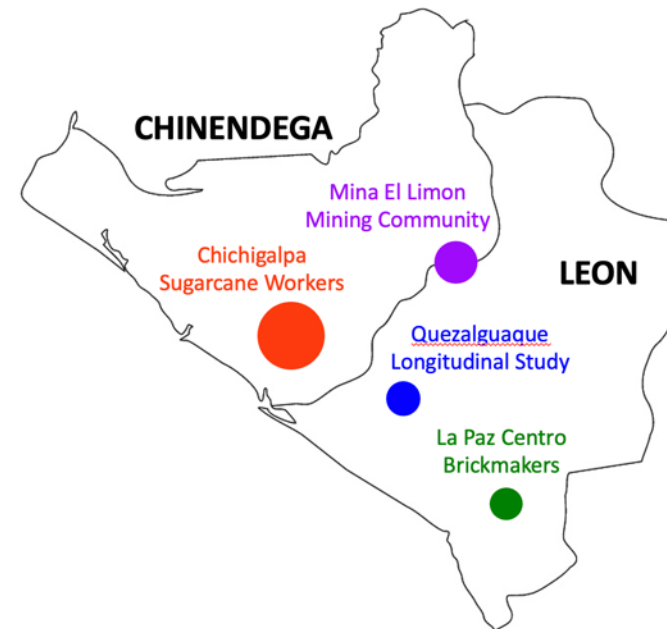 CHINENDEGA
Mina El Limon
Mining Community
Chichigalpa
Sugarcane Workers
LEON
Quezalguaque
Longitudinal Study
La Paz Centro
Brickmakers